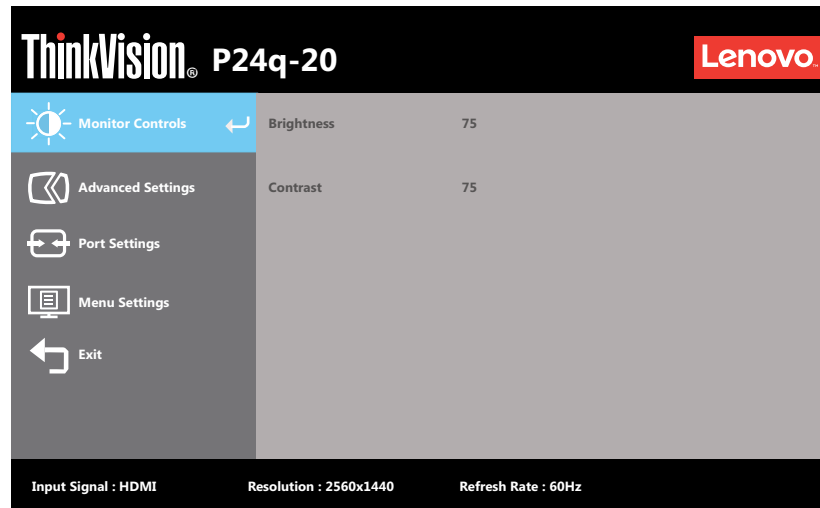 ThinkVision® P24q-20
Lenovo™
Monitor Controls
Brightness 75
Advanced Settings
Contrast 75
Port Settings
Menu Settings
Exit
Input Signal : HDMI Resolution : 2560x1440 Refresh Rate : 60Hz